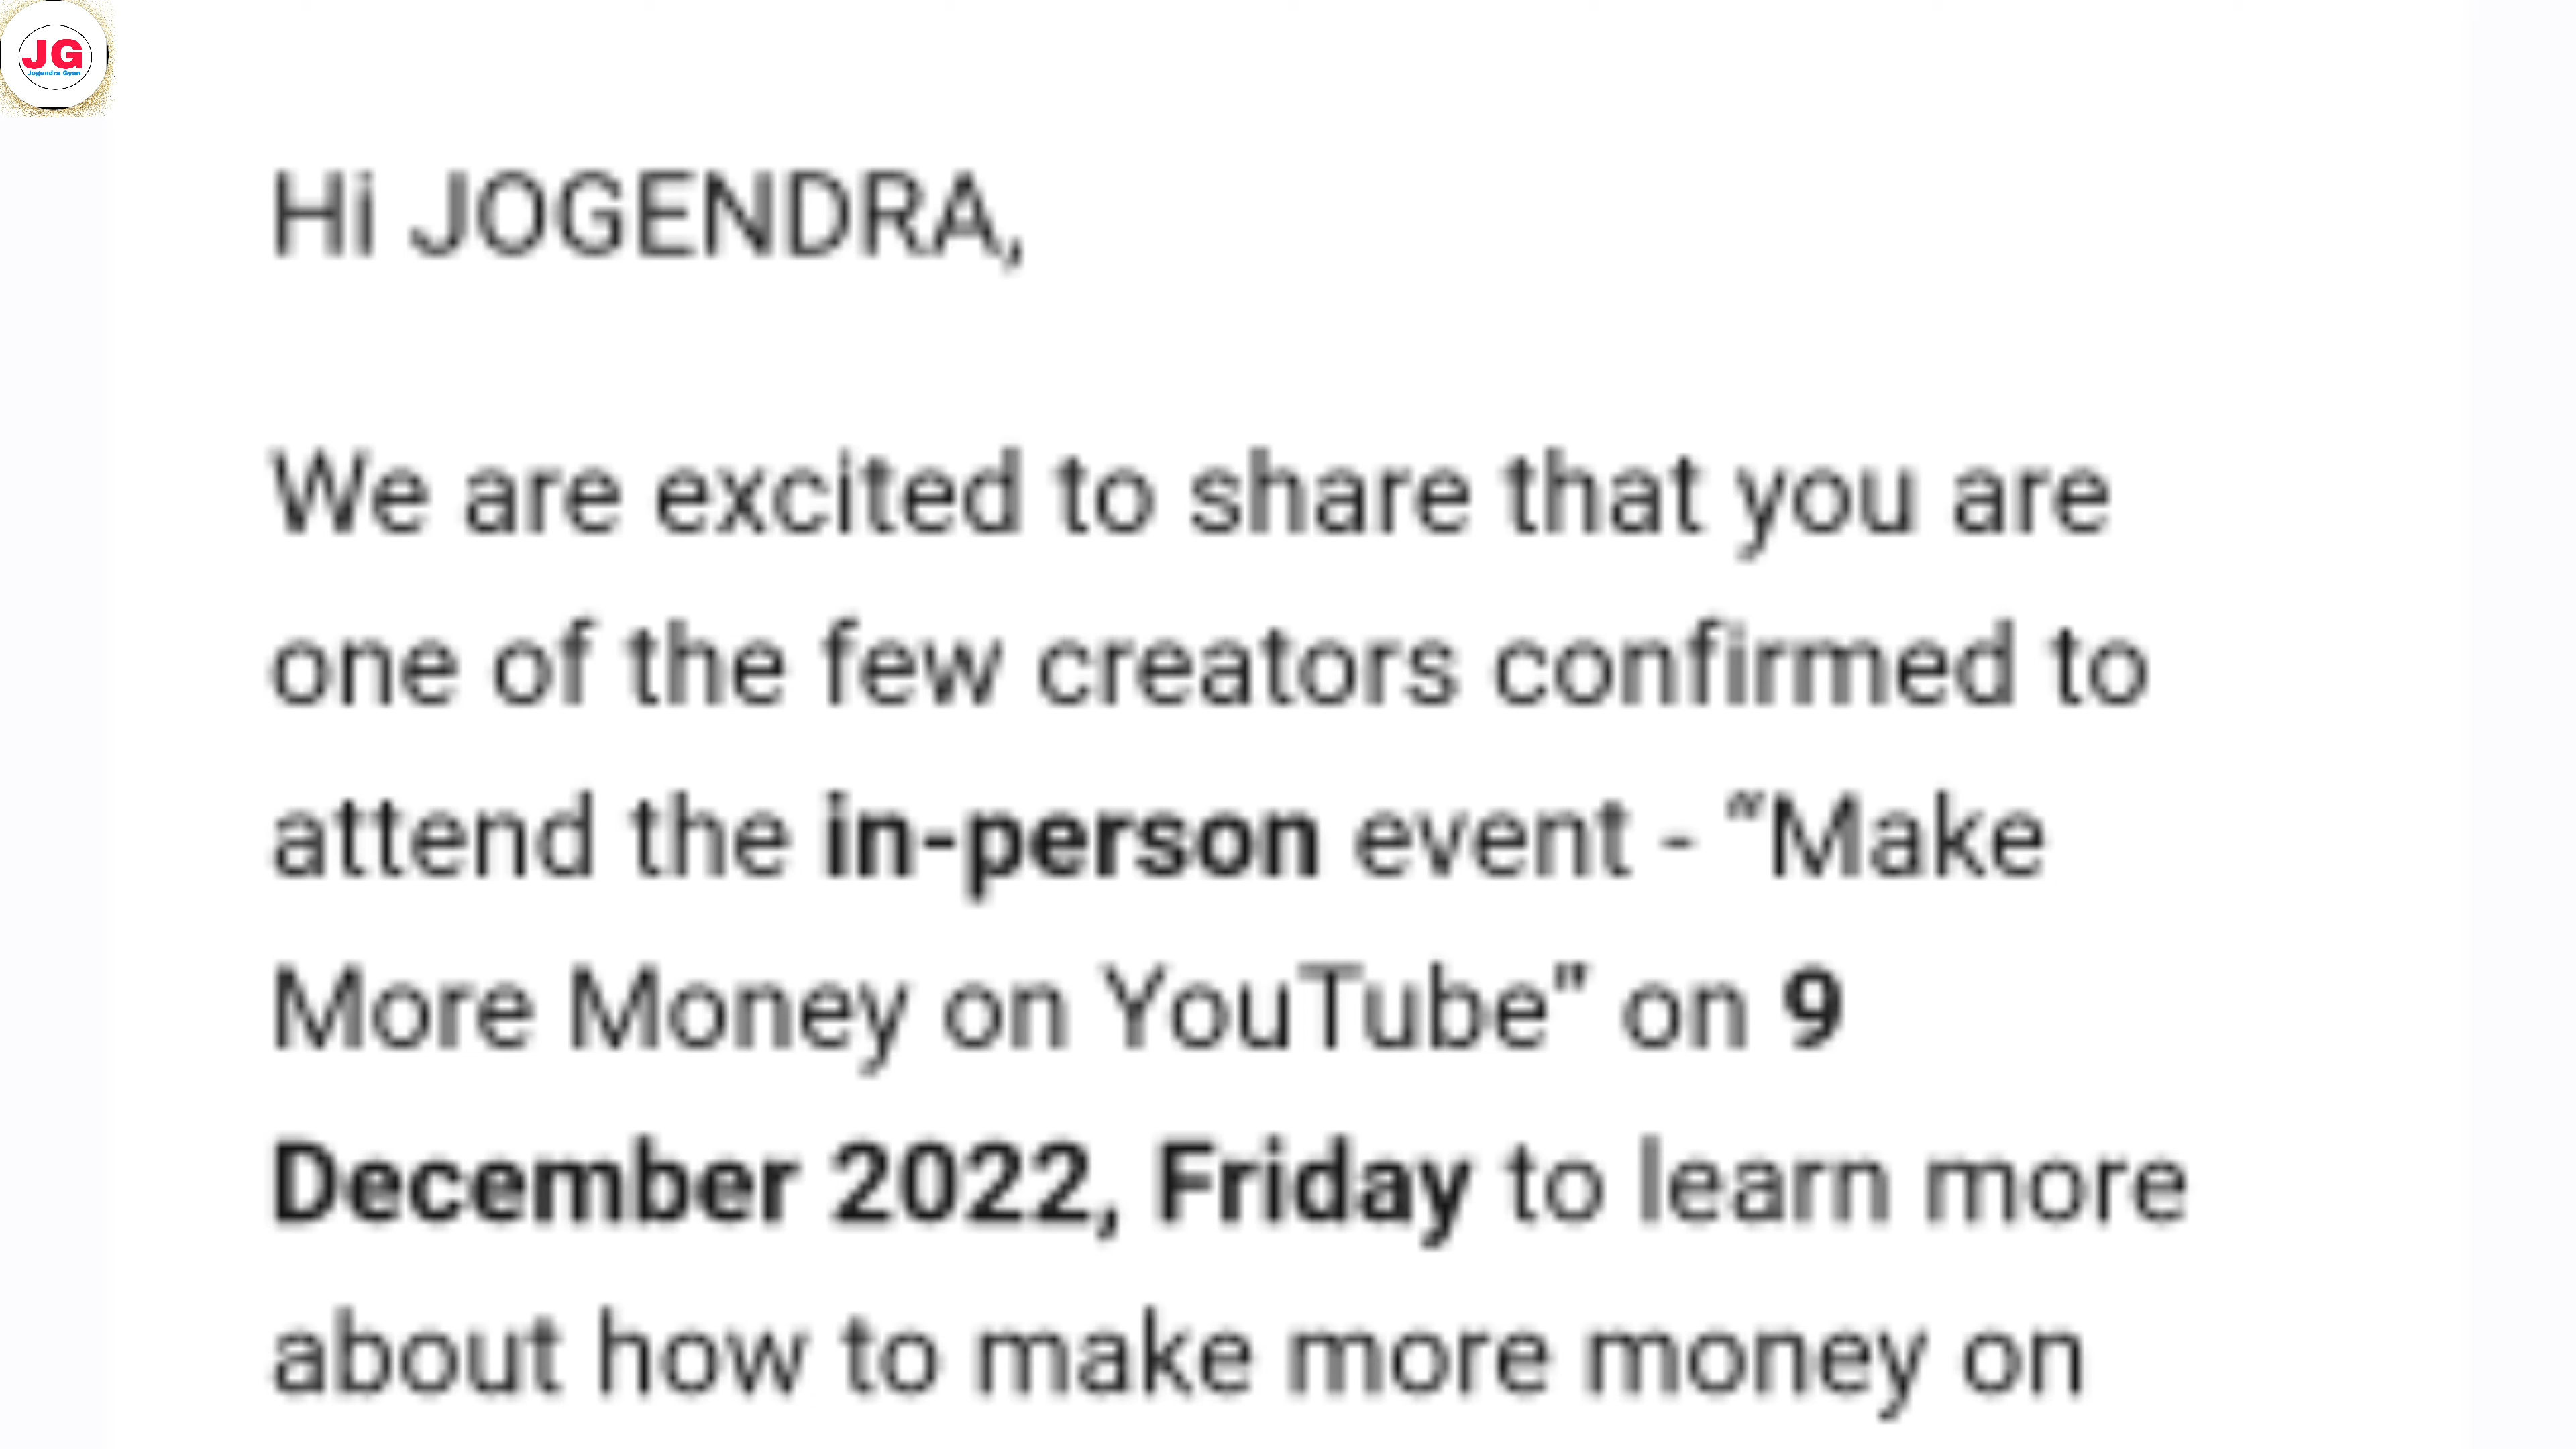 JG
Jogendra Gyan
Hi JOGENDRA,
We are excited to share that you are
one of the few creators confirmed to
attend the in-person event - “Make
More Money on YouTube” on 9
December 2022, Friday to learn more
about how to make more money on